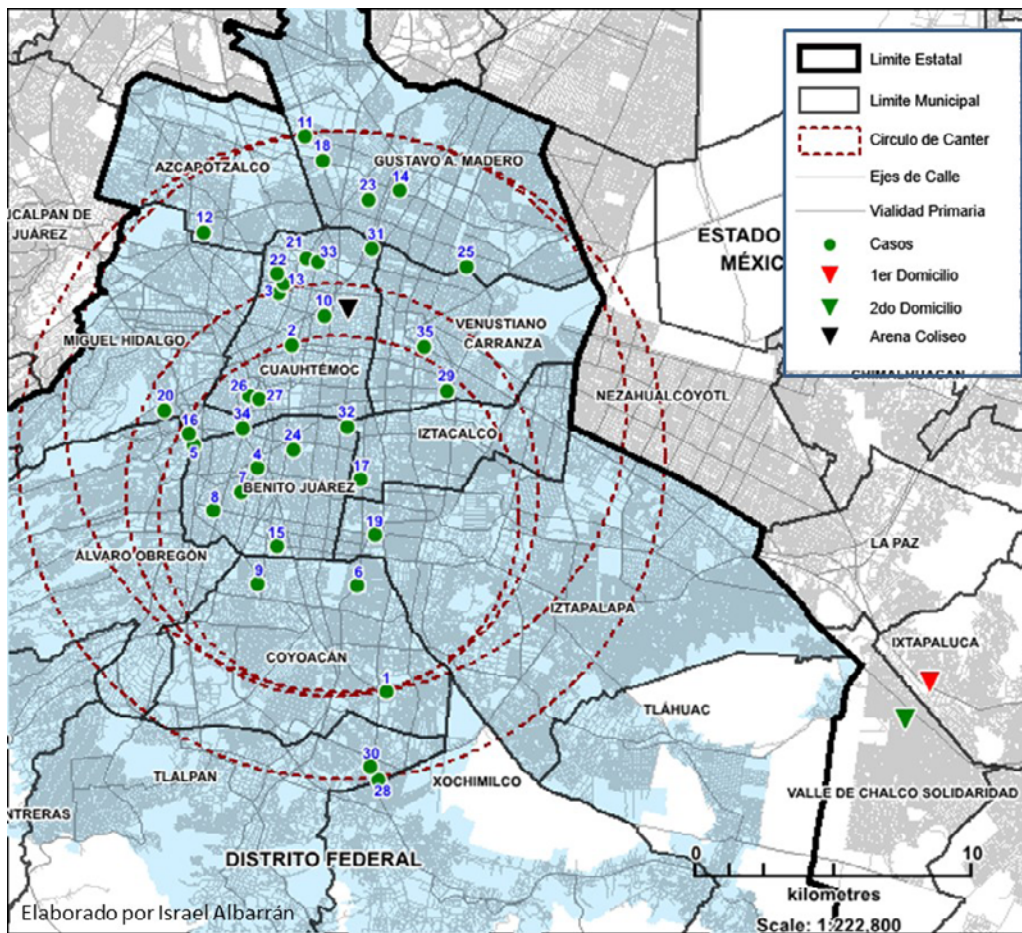 Limite Estatal
Limite Municipal
Circulo de Canter
Ejes de Calle
Vialidad Primaria
Casos
1er Domicilio
2do Domicilio
Arena Coliseo
11
AZCAPOTZALCO
18
GUSTAVO A. MADERO
23
14
UCALPAN DE
JUÁREZ
12
31
21
33
25
ESTADO
MÉXIC
22
13
3
10
MIGUEL HIDALGO
2
35
VENUSTIANO
CARRANZA
CUAUHTÉMOC
29
NEZAHUALCÓYOTL
CHIMALHUACAN
26
27
20
16
34
32
IZTACALCO
5
24
4
17
7
BENITO JUÁREZ
8
19
15
ÁLVARO OBREGÓN
LA PAZ
9
6
IZTAPALAPA
IXTAPALUCA
COYOACÁN
1
TLÁHUAC
30
TLALPAN
28
XOCHIMILCO
VALLE DE CHALCO SOLIDARIDAD
NTRERAS
DISTRITO FEDERAL
0
10
kilometres
Scale: 1:222,800
Elaborado por Israel Albarrán